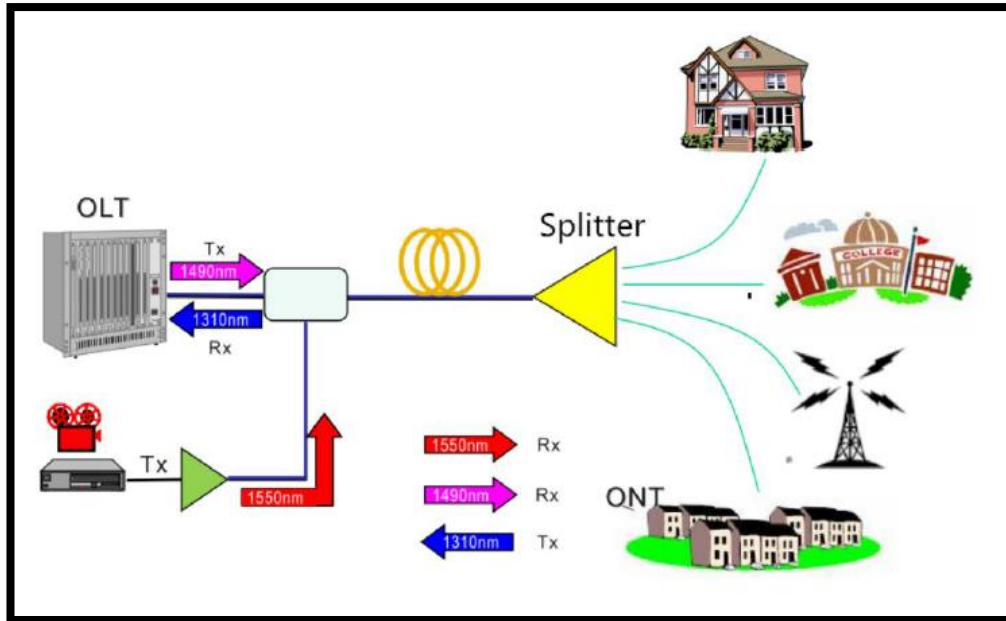 OLT
Tx
1490nm
1310nm
Rx
Splitter
COLLEGE
Tx
1550nm
1550nm Rx
1490nm Rx
1310nm Tx
ONT